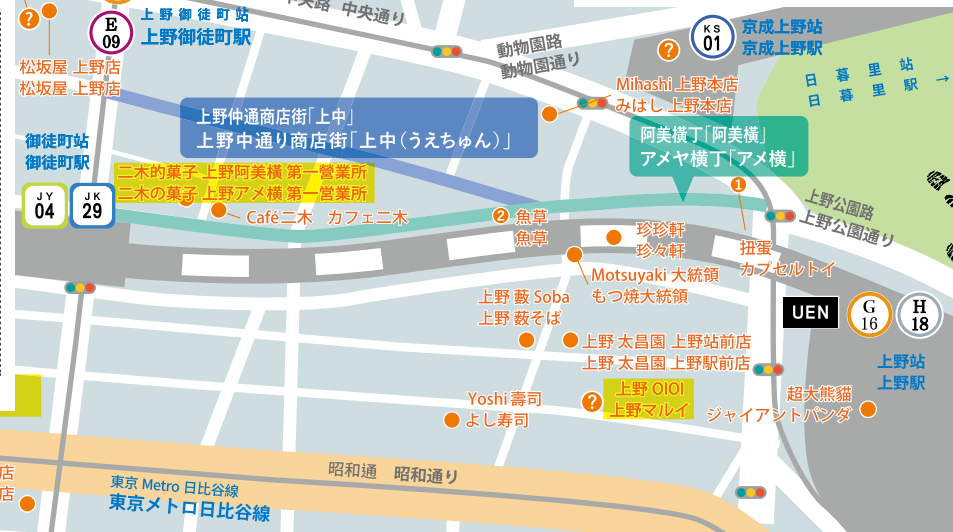 中央路 中央通り
?
E
09
上野御徒町站
上野御徒町駅
松坂屋 上野店
松坂屋 上野店
動物園路
動物園通り
?
KS
01
京成上野站
京成上野駅
日暮里站
日暮里駅 →
Mihashi 上野本店
みはし 上野本店
上野仲通商店街「上中」
上野中通り商店街「上中(うえちゅん)」
阿美橫丁「阿美橫」
アメヤ横丁「アメ横」
御徒町站
御徒町駅
JY
04
JK
29
二木的菓子 上野阿美橫 第一營業所
二木の菓子 上野アメ横 第一営業所
Café二木 カフェ二木
2 魚草
魚草
珍珍軒
珍々軒
1
扭蛋
カプセルトイ
上野公園路
上野公園通り
Motsuyaki 大統領
もつ焼大統領
上野 藪 Soba
上野 藪そば
UEN
G
16
H
18
上野站
上野駅
上野 太昌園 上野站前店
上野 太昌園 上野駅前店
?
上野 OIOI
上野マルイ
超大熊貓
ジャイアントパンダ
Yoshi 壽司
よし寿司
昭和通 昭和通り
店
店
東京 Metro 日比谷線
東京メトロ日比谷線